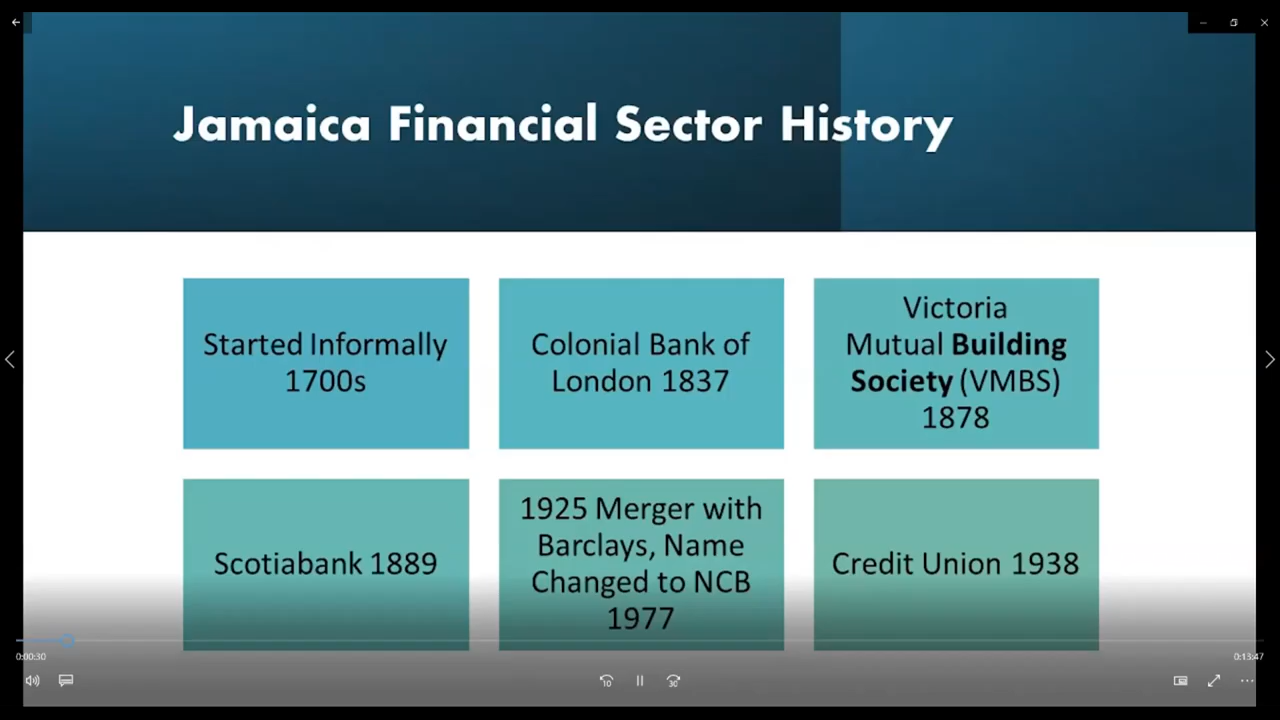 Jamaica Financial Sector History
Started Informally
1700s
Colonial Bank of
London 1837
Victoria
Mutual Building
Society (VMBS)
1878
Scotiabank 1889
1925 Merger with
Barclays, Name
Changed to NCB
1977
Credit Union 1938
0:00:30
0:13:47
10
30